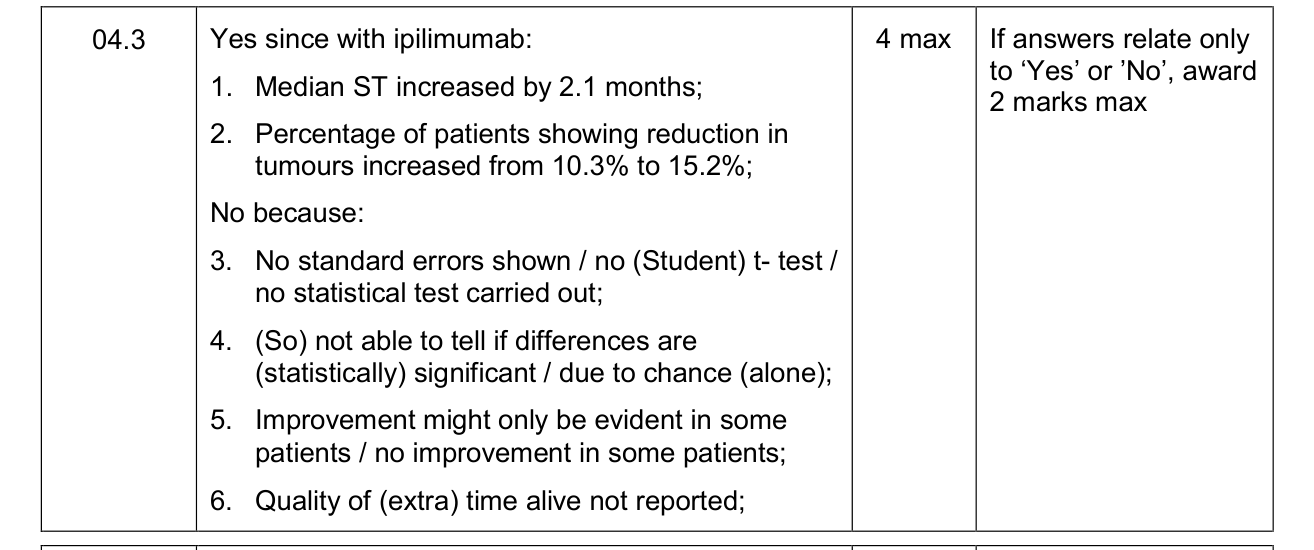 04.3
Yes since with ipilimumab:
1. Median ST increased by 2.1 months;
2. Percentage of patients showing reduction in
tumours increased from 10.3% to 15.2%;
No because:
3. No standard errors shown / no (Student) t- test /
no statistical test carried out;
4. (So) not able to tell if differences are
(statistically) significant / due to chance (alone);
5. Improvement might only be evident in some
patients / no improvement in some patients;
6. Quality of (extra) time alive not reported;
4 max
If answers relate only
to ‘Yes’ or ’No’, award
2 marks max